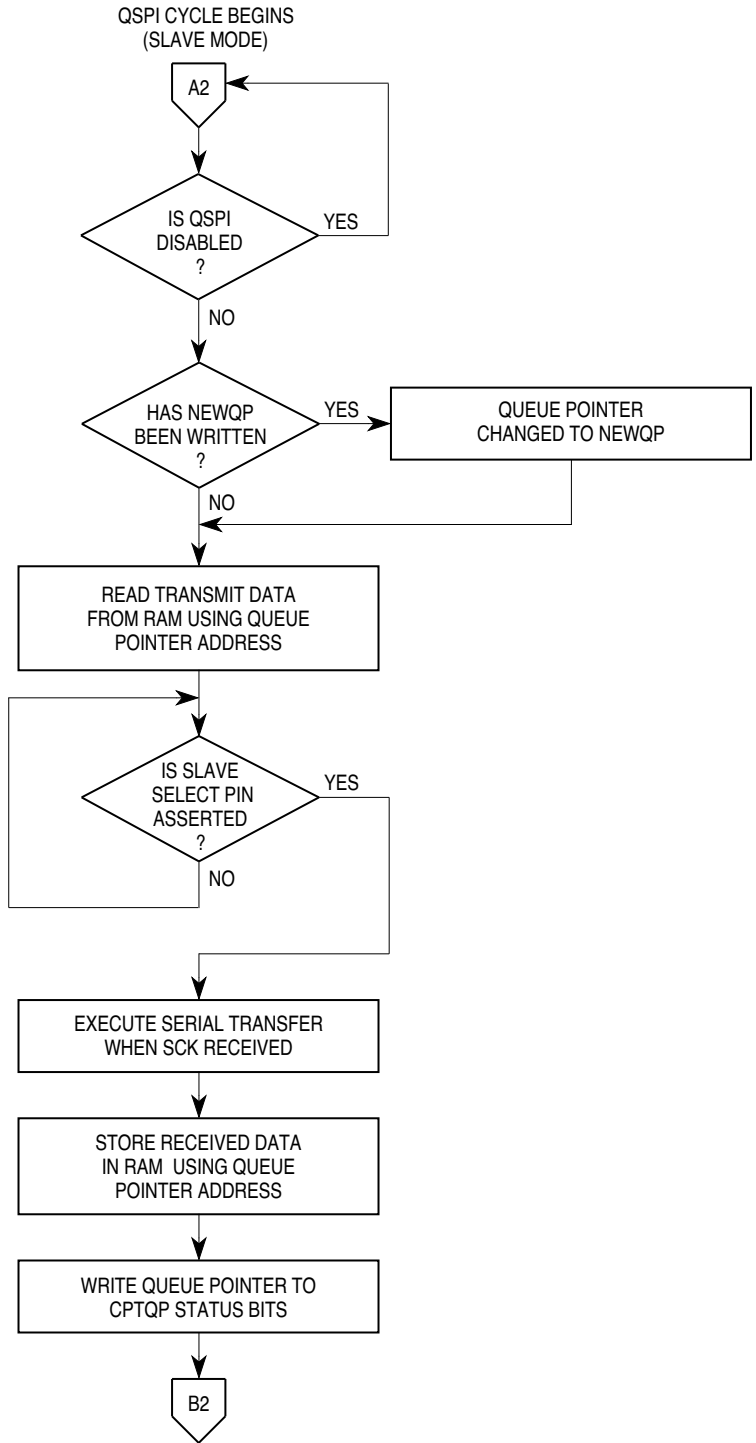 QSPI CYCLE BEGINS
(SLAVE MODE)
A2
IS QSPI
DISABLED
?
YES
NO
HAS NEWQP
BEEN WRITTEN
?
YES
QUEUE POINTER
CHANGED TO NEWQP
NO
READ TRANSMIT DATA
FROM RAM USING QUEUE
POINTER ADDRESS
IS SLAVE
SELECT PIN
ASSERTED
?
YES
NO
EXECUTE SERIAL TRANSFER
WHEN SCK RECEIVED
STORE RECEIVED DATA
IN RAM USING QUEUE
POINTER ADDRESS
WRITE QUEUE POINTER TO
CPTQP STATUS BITS
B2